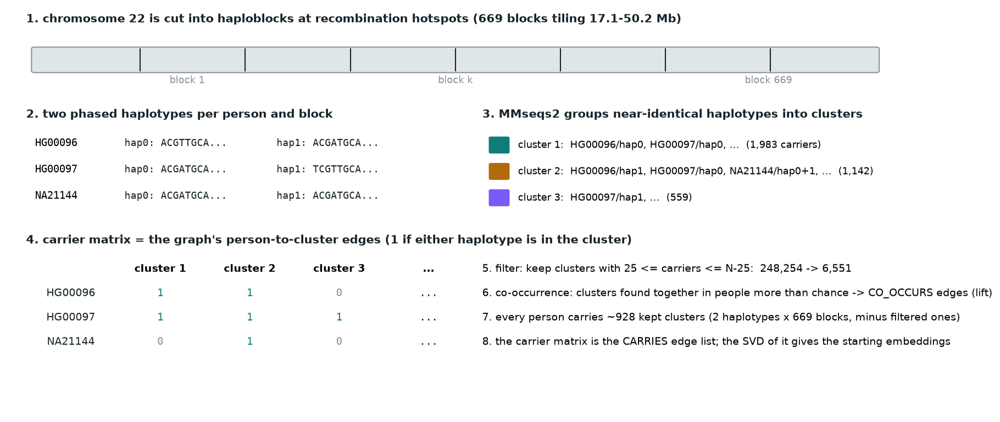 1. chromosome 22 is cut into haploblocks at recombination hotspots (669 blocks tiling 17.1-50.2 Mb)
block 1 block k block 669
2. two phased haplotypes per person and block
HG00096 hap0: ACGTTGCA... hap1: ACGATGCA...
HG00097 hap0: ACGATGCA... hap1: TCGTTGCA...
NA21144 hap0: ACGATGCA... hap1: ACGATGCA...
3. MMseqs2 groups near-identical haplotypes into clusters
cluster 1: HG00096/hap0, HG00097/hap0, ... (1,983 carriers)
cluster 2: HG00096/hap1, HG00097/hap0, NA21144/hap0+1, ... (1,142)
cluster 3: HG00097/hap1, ... (559)
4. carrier matrix = the graph's person-to-cluster edges (1 if either haplotype is in the cluster)
cluster 1 cluster 2 cluster 3 ...
HG00096 1 1 0 ...
HG00097 1 1 1 ...
NA21144 0 1 0 ...
5. filter: keep clusters with 25 <= carriers <= N-25: 248,254 -> 6,551
6. co-occurrence: clusters found together in people more than chance -> CO_OCCURS edges (lift)
7. every person carries ~928 kept clusters (2 haplotypes x 669 blocks, minus filtered ones)
8. the carrier matrix is the CARRIES edge list; the SVD of it gives the starting embeddings